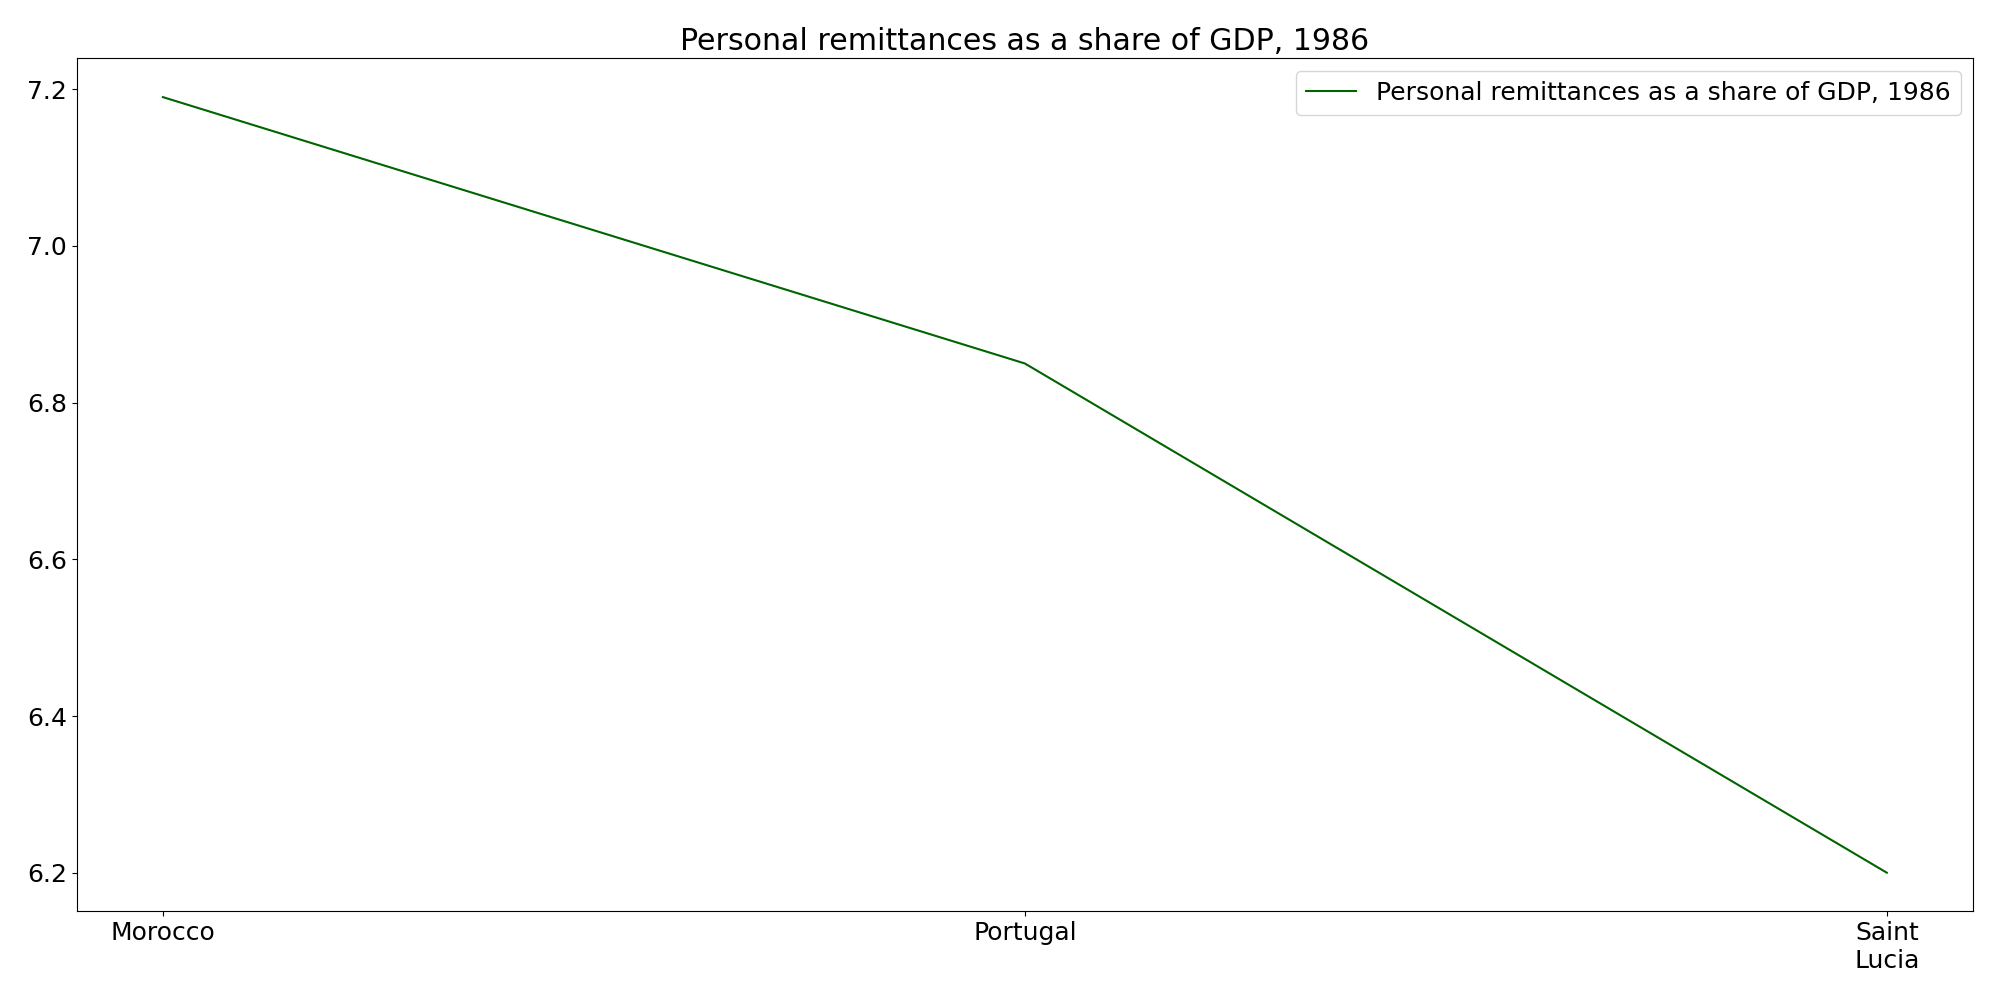 Personal remittances as a share of GDP, 1986
Personal remittances as a share of GDP, 1986
7.2
7.0
6.8
6.6
6.4
6.2
Morocco
Portugal
Saint
Lucia